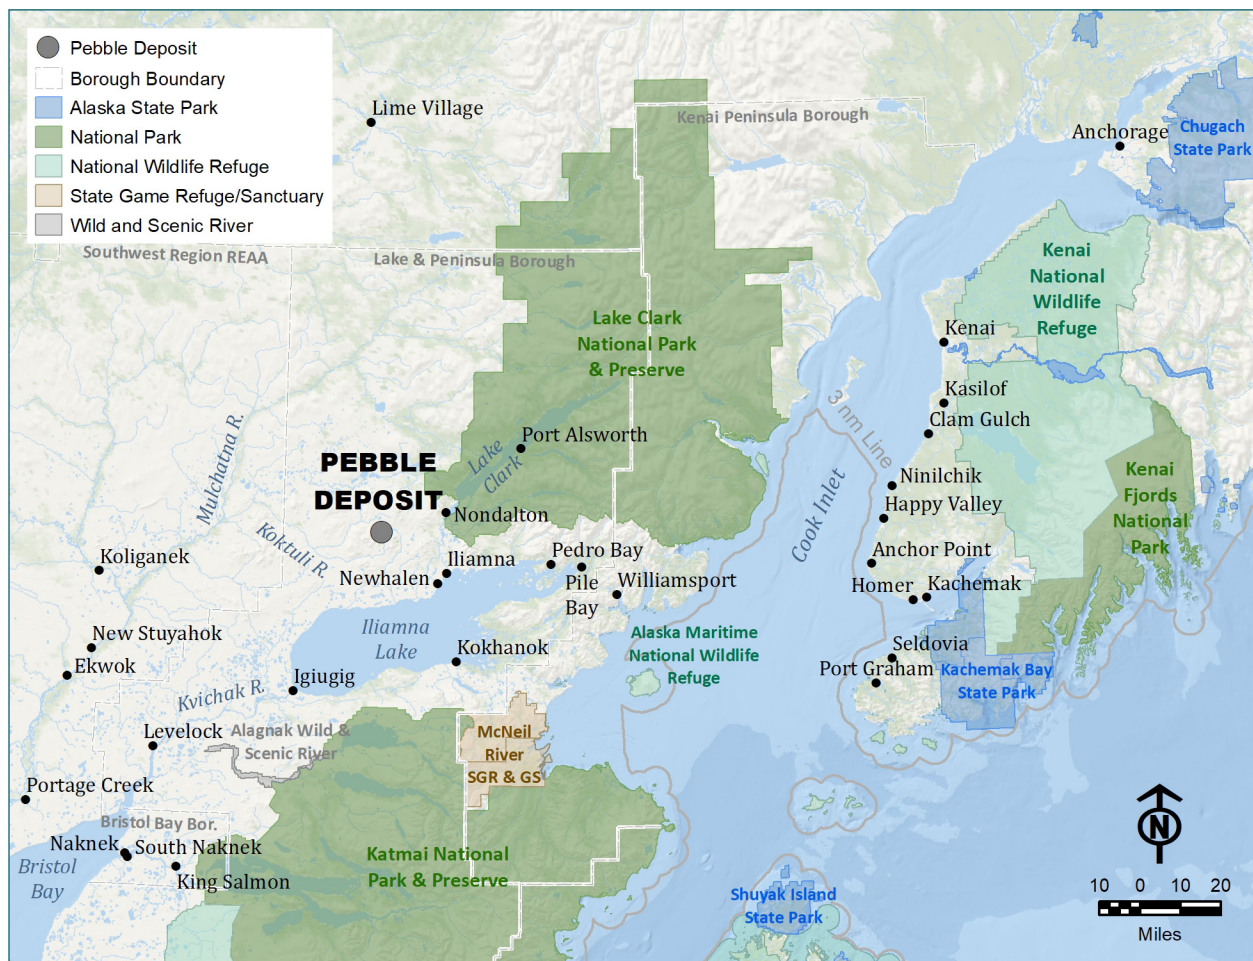 Pebble Deposit
Borough Boundary
Alaska State Park
National Park
National Wildlife Refuge
State Game Refuge/Sanctuary
Wild and Scenic River
Lime Village
Kenai Peninsula Borough
Anchorage
Chugach
State Park
Southwest Region REAA
Lake & Peninsula Borough
Kenai
National
Wildlife
Refuge
Lake Clark
National Park
& Preserve
Kenai
Kasilof
Clam Gulch
3 nm Line
Mulchatna R.
Port Alsworth
Lake
Clark
PEBBLE
DEPOSIT
Cook Inlet
Ninilchik
Happy Valley
Kenai
Fjords
National
Park
Nondalton
Koktuli R.
Koliganek
Iliamna
Newhalen
Pedro Bay
Pile
Bay
Williamsport
Anchor Point
Homer
Kachemak
Iliamna
Lake
New Stuyahok
Ekwok
Kokhanok
Alaska Maritime
National Wildlife
Refuge
Seldovia
Port Graham
Kachemak Bay
State Park
Kvichak R.
Igiugig
Levelock
Alagnak Wild &
Scenic River
McNeil
River
SGR & GS
Portage Creek
Bristol Bay Bor.
Naknek
South Naknek
King Salmon
Bristol
Bay
Katmai National
Park & Preserve
Shuyak Island
State Park
N
10 0 10 20
Miles